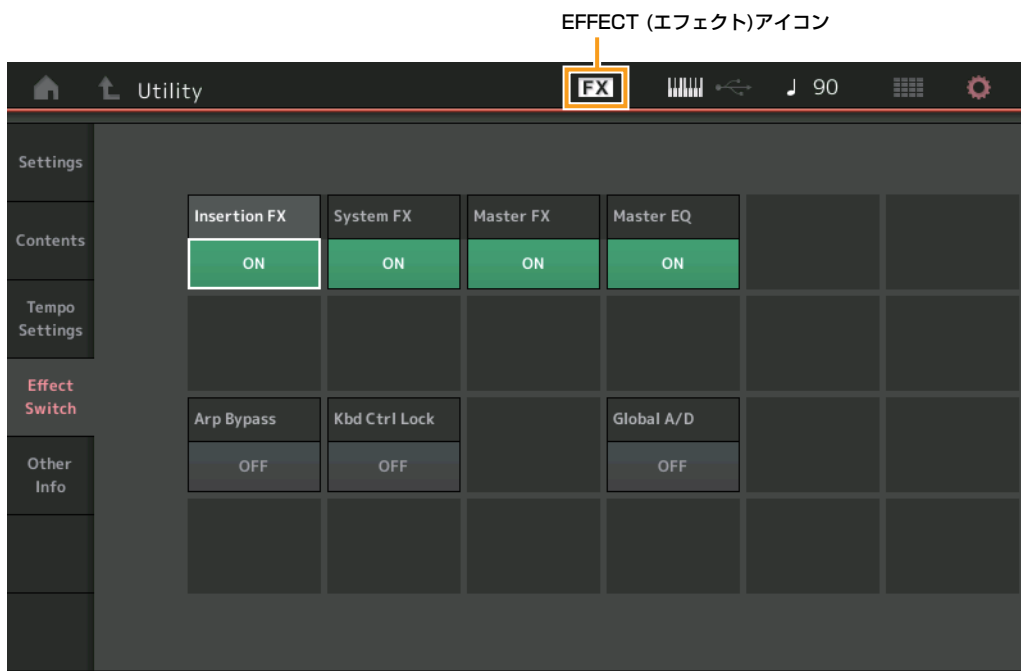 EFFECT (エフェクト)アイコン
Utility
FX
♩ 90
Settings
Contents
Tempo
Settings
Effect
Switch
Other
Info
Insertion FX
System FX
Master FX
Master EQ
ON
ON
ON
ON
Arp Bypass
Kbd Ctrl Lock
Global A/D
OFF
OFF
OFF